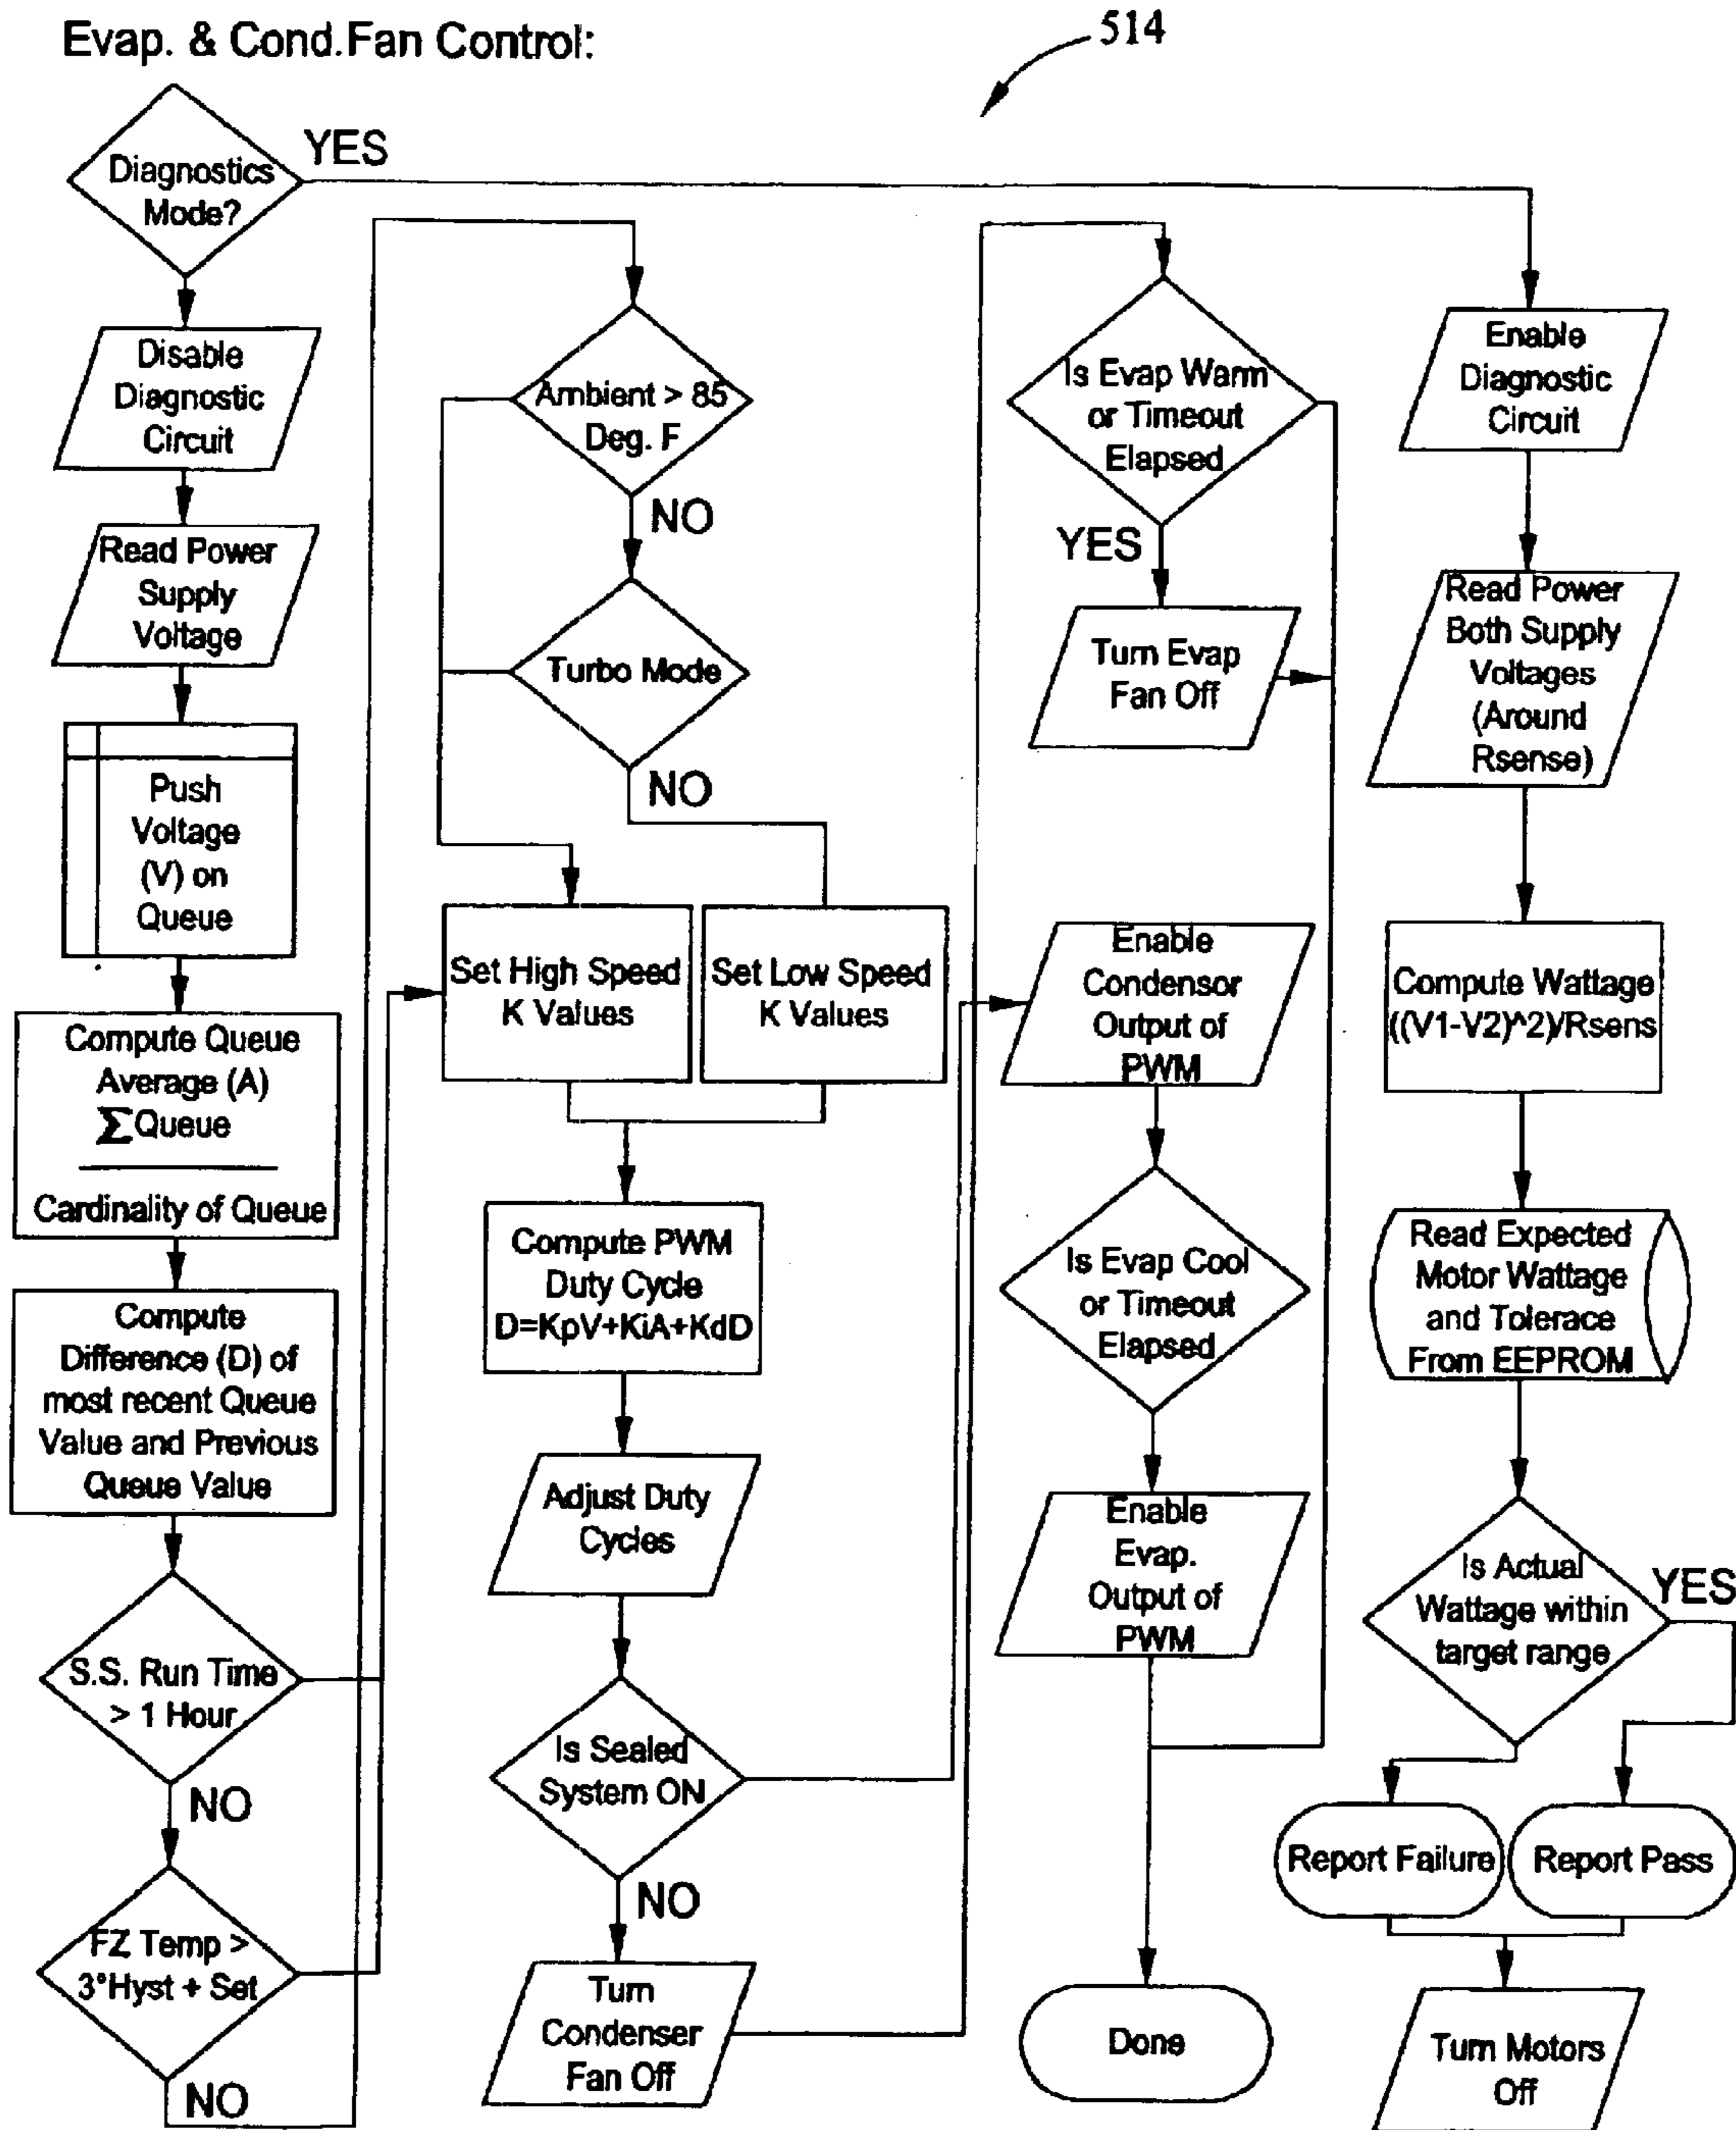 Evap. & Cond.Fan Control:
514
Diagnostics
Mode?
YES
Disable
Diagnostic
Circuit
Read Power
Supply
Voltage
Push
Voltage
(V) on
Queue
Compute Queue
Average (A)
ΣQueue
Cardinality of Queue
Compute
Difference (D) of
most recent Queue
Value and Previous
Queue Value
S.S. Run Time
> 1 Hour
NO
FZ Temp >
3°Hyst + Set
NO
Ambient > 85
Deg. F
NO
Turbo Mode
NO
Set High Speed
K Values
Set Low Speed
K Values
Compute PWM
Duty Cycle
D=KpV+KiA+KdD
Adjust Duty
Cycles
Is Sealed
System ON
NO
Turn
Condenser
Fan Off
Is Evap Warm
or Timeout
Elapsed
YES
Turn Evap
Fan Off
Enable
Condensor
Output of
PWM
Is Evap Cool
or Timeout
Elapsed
Enable
Evap.
Output of
PWM
Done
Enable
Diagnostic
Circuit
Read Power
Both Supply
Voltages
(Around
Rsense)
Compute Wattage
((V1-V2)^2)/Rsens
Read Expected
Motor Wattage
and Tolerace
From EEPROM
Is Actual
Wattage within
target range
YES
Report Failure
Report Pass
Turn Motors
Off